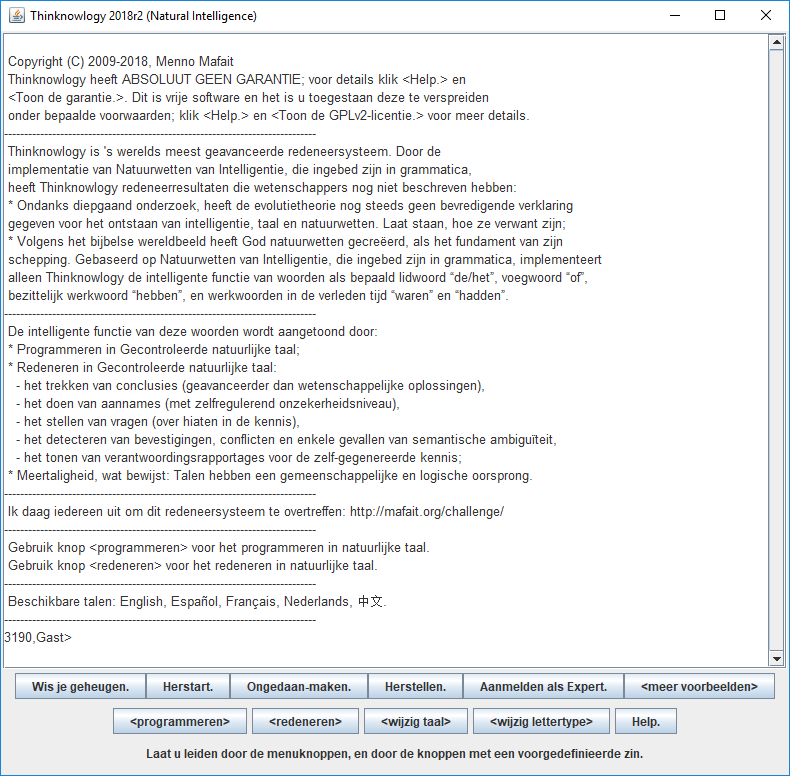 Thinknowlogy 2018r2 (Natural Intelligence)
Copyright (C) 2009-2018, Menno Mafait
Thinknowlogy heeft ABSOLUUT GEEN GARANTIE; voor details klik <Help.> en
<Toon de garantie.>. Dit is vrije software en het is u toegestaan deze te verspreiden
onder bepaalde voorwaarden; klik <Help.> en <Toon de GPLv2-licentie.> voor meer details.
Thinknowlogy is 's werelds meest geavanceerde redeneersysteem. Door de
implementatie van Natuurwetten van Intelligentie, die ingebed zijn in grammatica,
heeft Thinknowlogy redeneerresultaten die wetenschappers nog niet beschreven hebben:
* Ondanks diepgaand onderzoek, heeft de evolutietheorie nog steeds geen bevredigende verklaring
gegeven voor het ontstaan van intelligentie, taal en natuurwetten. Laat staan, hoe ze verwant zijn;
* Volgens het bijbelse wereldbeeld heeft God natuurwetten gecreëerd, als het fundament van zijn
schepping. Gebaseerd op Natuurwetten van Intelligentie, die ingebed zijn in grammatica, implementeert
alleen Thinknowlogy de intelligente functie van woorden als bepaald lidwoord “de/het”, voegwoord “of”,
bezittelijk werkwoord “hebben”, en werkwoorden in de verleden tijd “waren” en “hadden”.
De intelligente functie van deze woorden wordt aangetoond door:
* Programmeren in Gecontroleerde natuurlijke taal;
* Redeneren in Gecontroleerde natuurlijke taal:
- het trekken van conclusies (geavanceerder dan wetenschappelijke oplossingen),
- het doen van aannames (met zelfregulerend onzekerheidsniveau),
- het stellen van vragen (over hiaten in de kennis),
- het detecteren van bevestigingen, conflicten en enkele gevallen van semantische ambiguïteit,
- het tonen van verantwoordingsrapportages voor de zelf-gegenereerde kennis;
* Meertaligheid, wat bewijst: Talen hebben een gemeenschappelijke en logische oorsprong.
Ik daag iedereen uit om dit redeneersysteem te overtreffen: http://mafait.org/challenge/
Gebruik knop <programmeren> voor het programmeren in natuurlijke taal.
Gebruik knop <redeneren> voor het redeneren in natuurlijke taal.
Beschikbare talen: English, Español, Français, Nederlands, 中文.
3190,Gast>
Wis je geheugen. Herstart. Ongedaan-maken. Herstellen. Aanmelden als Expert. <meer voorbeelden>
<programmeren> <redeneren> <wijzig taal> <wijzig lettertype> Help.
Laat u leiden door de menuknoppen, en door de knoppen met een voorgedefinieerde zin.